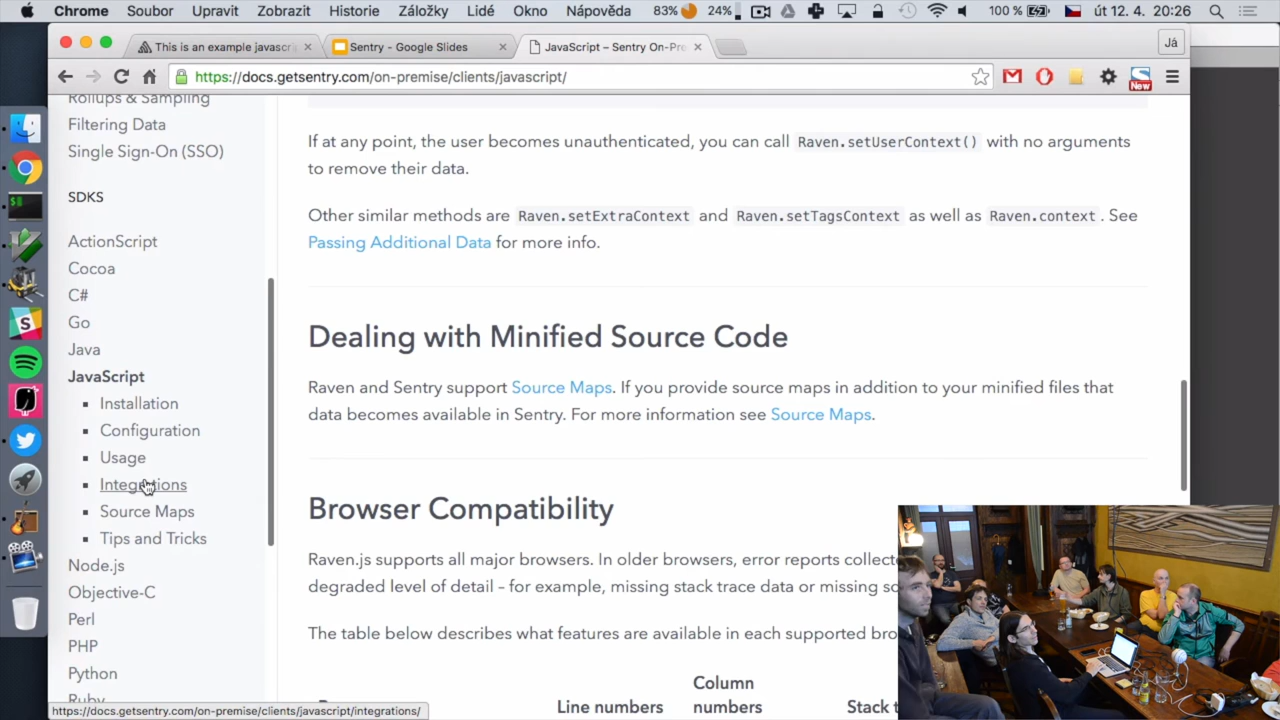 Chrome Soubor Upravit Zobrazit Historie Záložky Lidé Okno Nápověda 83% 24% 100 % út 12. 4. 20:26
This is an example javascr
Sentry - Google Slides
JavaScript – Sentry On-Pre
Já
https://docs.getsentry.com/on-premise/clients/javascript/
New
Rollups & Sampling
Filtering Data
Single Sign-On (SSO)
SDKS
ActionScript
Cocoa
C#
Go
Java
JavaScript
Installation
Configuration
Usage
Integrations
Source Maps
Tips and Tricks
Node.js
Objective-C
Perl
PHP
Python
Ruby
If at any point, the user becomes unauthenticated, you can call Raven.setUserContext() with no arguments
to remove their data.
Other similar methods are Raven.setExtraContext and Raven.setTagsContext as well as Raven.context. See
Passing Additional Data for more info.
Dealing with Minified Source Code
Raven and Sentry support Source Maps. If you provide source maps in addition to your minified files that
data becomes available in Sentry. For more information see Source Maps.
Browser Compatibility
Raven.js supports all major browsers. In older browsers, error reports collec
degraded level of detail – for example, missing stack trace data or missing so
The table below describes what features are available in each supported bro
Line numbers
Column
numbers
Stack t
https://docs.getsentry.com/on-premise/clients/javascript/integrations/